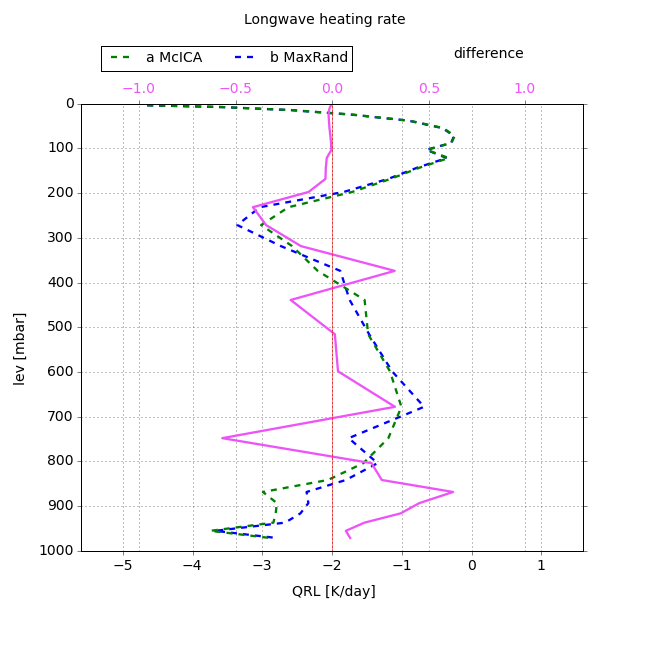 Longwave heating rate
a McICA b MaxRand difference
−1.0 −0.5 0.0 0.5 1.0
0
100
200
300
400
500
600
700
800
900
1000
lev [mbar]
−5 −4 −3 −2 −1 0 1
QRL [K/day]